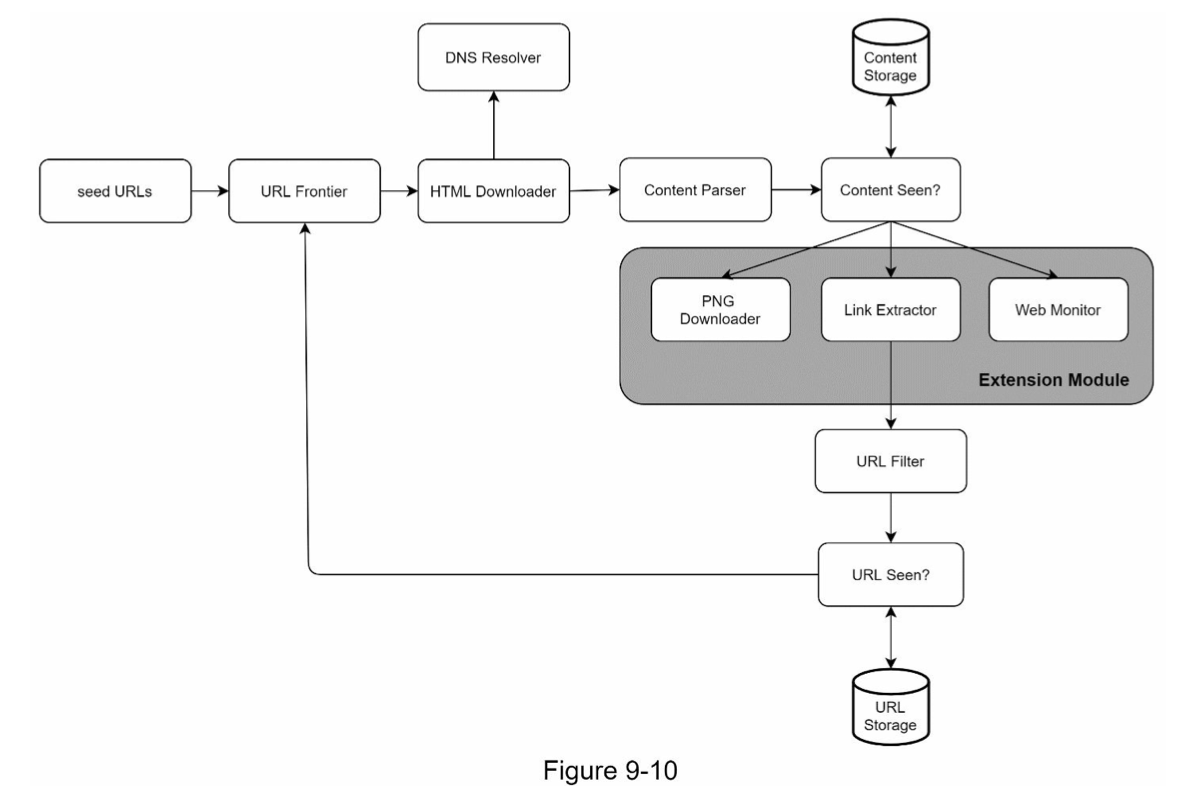 DNS Resolver
Content
Storage
seed URLs
URL Frontier
HTML Downloader
Content Parser
Content Seen?
PNG
Downloader
Link Extractor
Web Monitor
Extension Module
URL Filter
URL Seen?
URL
Storage
Figure 9-10